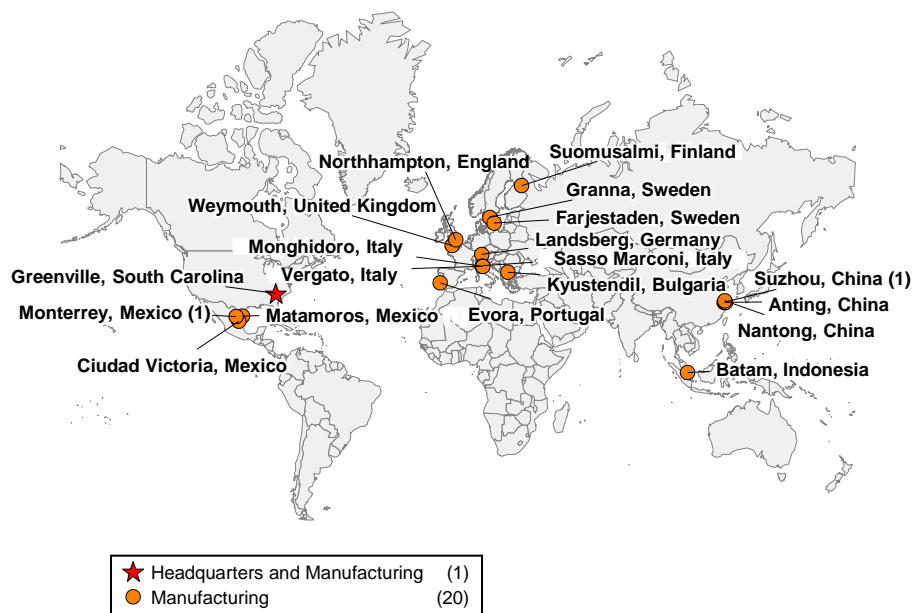 Suomusalmi, Finland
Northhampton, England
Granna, Sweden
Weymouth, United Kingdom
Farjestaden, Sweden
Landsberg, Germany
Monghidoro, Italy
Sasso Marconi, Italy
Greenville, South Carolina
Vergato, Italy
Suzhou, China (1)
Kyustendil, Bulgaria
Monterrey, Mexico (1)
Matamoros, Mexico
Evora, Portugal
Anting, China
Nantong, China
Ciudad Victoria, Mexico
Batam, Indonesia
Headquarters and Manufacturing (1)
Manufacturing (20)